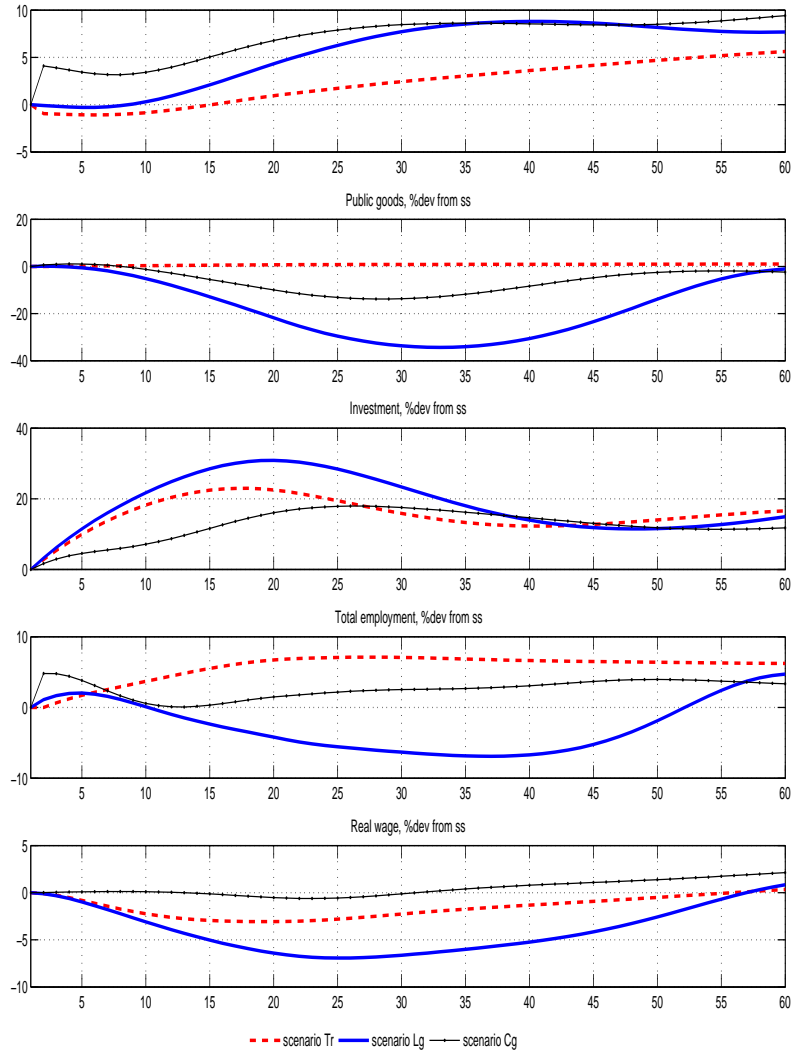 10
5
0
−5
5 10 15 20 25 30 35 40 45 50 55 60
Public goods, %dev from ss
20
0
−20
−40
5 10 15 20 25 30 35 40 45 50 55 60
Investment, %dev from ss
40
20
0
5 10 15 20 25 30 35 40 45 50 55 60
Total employment, %dev from ss
10
0
−10
5 10 15 20 25 30 35 40 45 50 55 60
Real wage, %dev from ss
5
0
−5
−10
5 10 15 20 25 30 35 40 45 50 55 60
scenario Tr scenario Lg scenario Cg